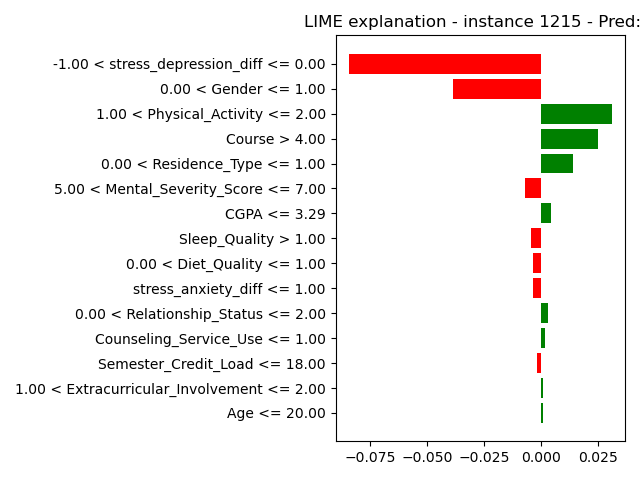 LIME explanation - instance 1215 - Pred:
-1.00 < stress_depression_diff <= 0.00
0.00 < Gender <= 1.00
1.00 < Physical_Activity <= 2.00
Course > 4.00
0.00 < Residence_Type <= 1.00
5.00 < Mental_Severity_Score <= 7.00
CGPA <= 3.29
Sleep_Quality > 1.00
0.00 < Diet_Quality <= 1.00
stress_anxiety_diff <= 1.00
0.00 < Relationship_Status <= 2.00
Counseling_Service_Use <= 1.00
Semester_Credit_Load <= 18.00
1.00 < Extracurricular_Involvement <= 2.00
Age <= 20.00
−0.075 −0.050 −0.025 0.000 0.025